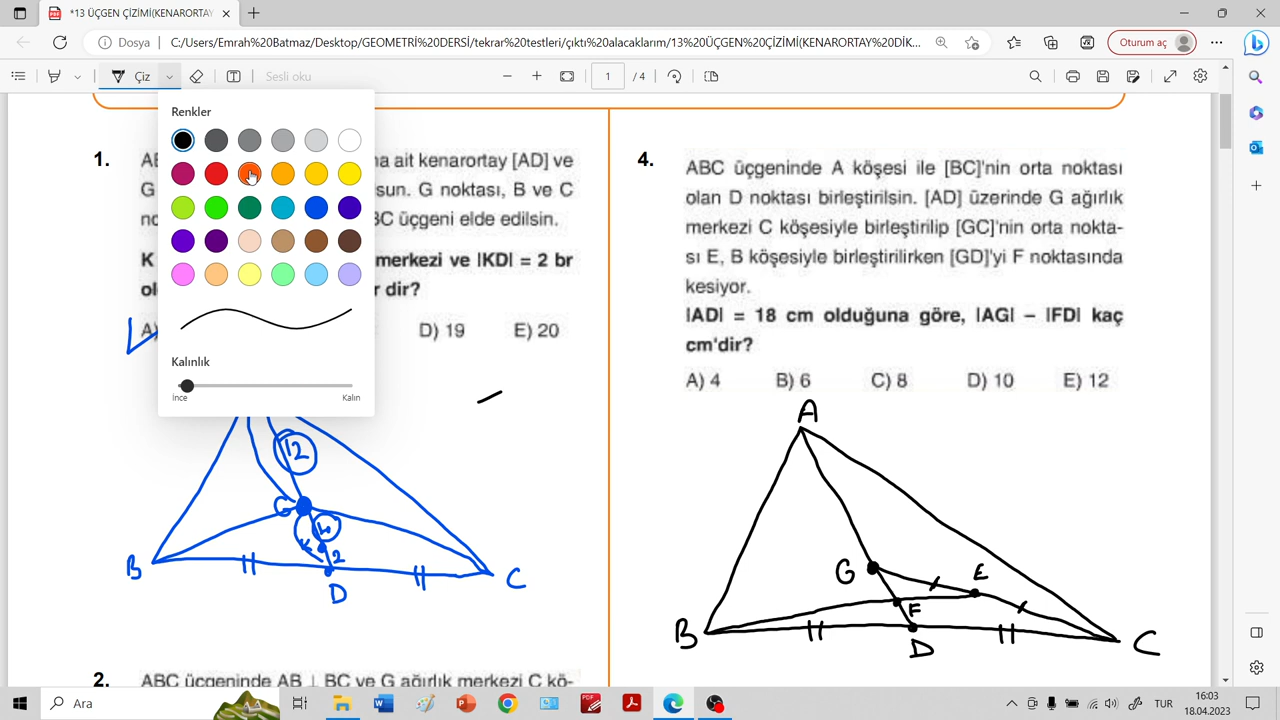 *13 ÜÇGEN ÇİZİMİ(KENARORTAY
Dosya C:/Users/Emrah%20Batmaz/Desktop/GEOMETRİ%20DERSİ/tekrar%20testleri/çıktı%20alacaklarım/13%20ÜÇGEN%20ÇİZİMİ(KENARORTAY%20DİK... Oturum aç
Çiz Sesli oku 1 / 4
Renkler
Kalınlık
İnce Kalın
1.
ait kenarortay [AD] ve
G sun. G noktası, B ve C
üçgeni elde edilsin.
K merkezi ve |KD| = 2 br
dir?
A) D) 19 E) 20
12
G
4
K 2
B D C
2. ABC üçgeninde AB ⊥ BC ve G ağırlık merkezi C kö-
4. ABC üçgeninde A köşesi ile [BC]'nin orta noktası
olan D noktası birleştirilsin. [AD] üzerinde G ağırlık
merkezi C köşesiyle birleştirilip [GC]'nin orta nokta-
sı E, B köşesiyle birleştirilirken [GD]'yi F noktasında
kesiyor.
|AD| = 18 cm olduğuna göre, |AG| − |FD| kaç
cm'dir?
A) 4 B) 6 C) 8 D) 10 E) 12
A
G E
F
B D C
Ara
TUR
16:03
18.04.2023